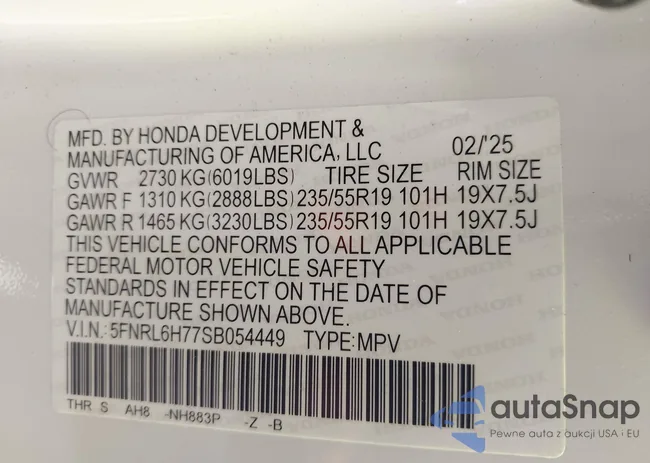 MFD. BY HONDA DEVELOPMENT &
MANUFACTURING OF AMERICA, LLC 02/'25
GVWR 2730 KG(6019LBS) TIRE SIZE RIM SIZE
GAWR F 1310 KG(2888LBS) 235/55R19 101H 19X7.5J
GAWR R 1465 KG(3230LBS) 235/55R19 101H 19X7.5J
THIS VEHICLE CONFORMS TO ALL APPLICABLE
FEDERAL MOTOR VEHICLE SAFETY
STANDARDS IN EFFECT ON THE DATE OF
MANUFACTURE SHOWN ABOVE.
V.I.N.:5FNRL6H77SB054449 TYPE:MPV
THR S AH8 -NH883P -Z -B
autaSnap
Pewne auta z aukcji USA i EU